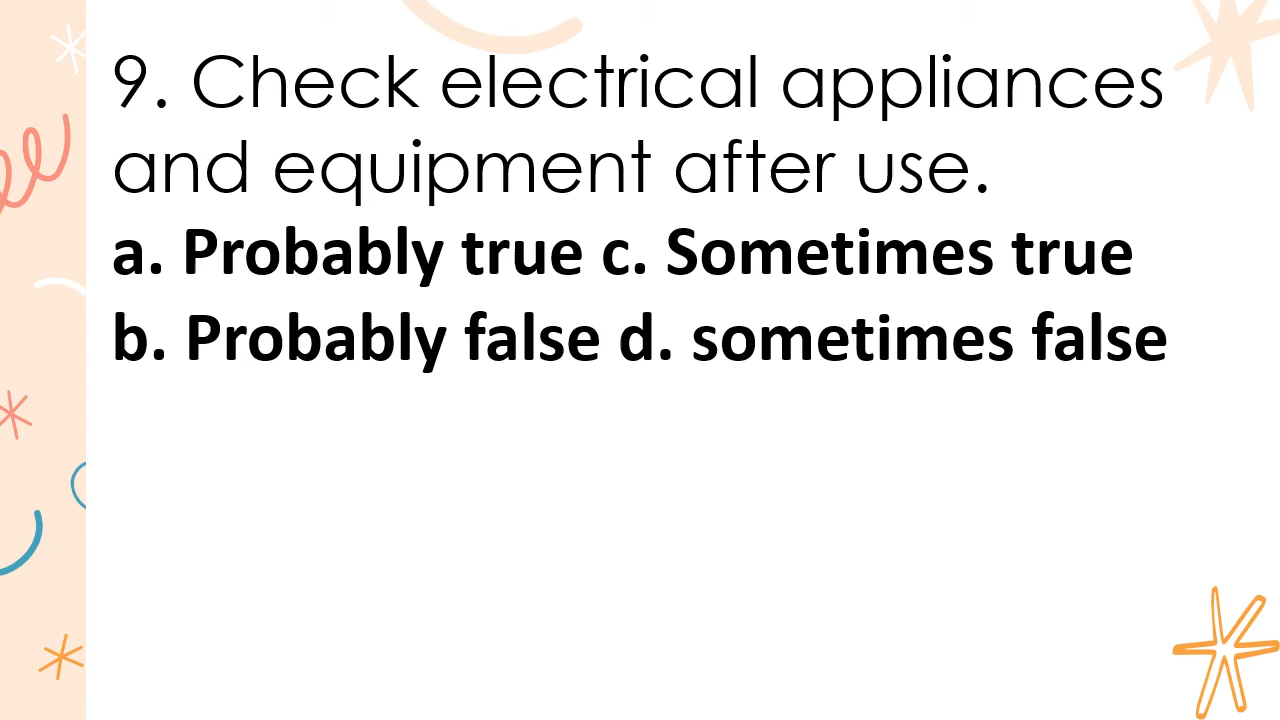 9. Check electrical appliances
and equipment after use.
a. Probably true c. Sometimes true
b. Probably false d. sometimes false